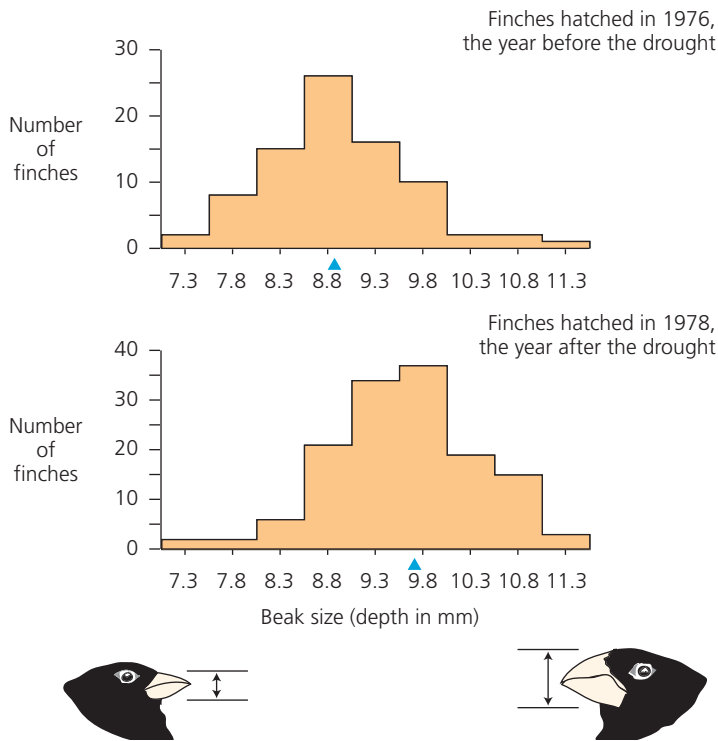 Finches hatched in 1976,
the year before the drought
30
20
10
0
Number
of
finches
7.3 7.8 8.3 8.8 9.3 9.8 10.3 10.8 11.3
Finches hatched in 1978,
the year after the drought
40
30
20
10
0
Number
of
finches
7.3 7.8 8.3 8.8 9.3 9.8 10.3 10.8 11.3
Beak size (depth in mm)